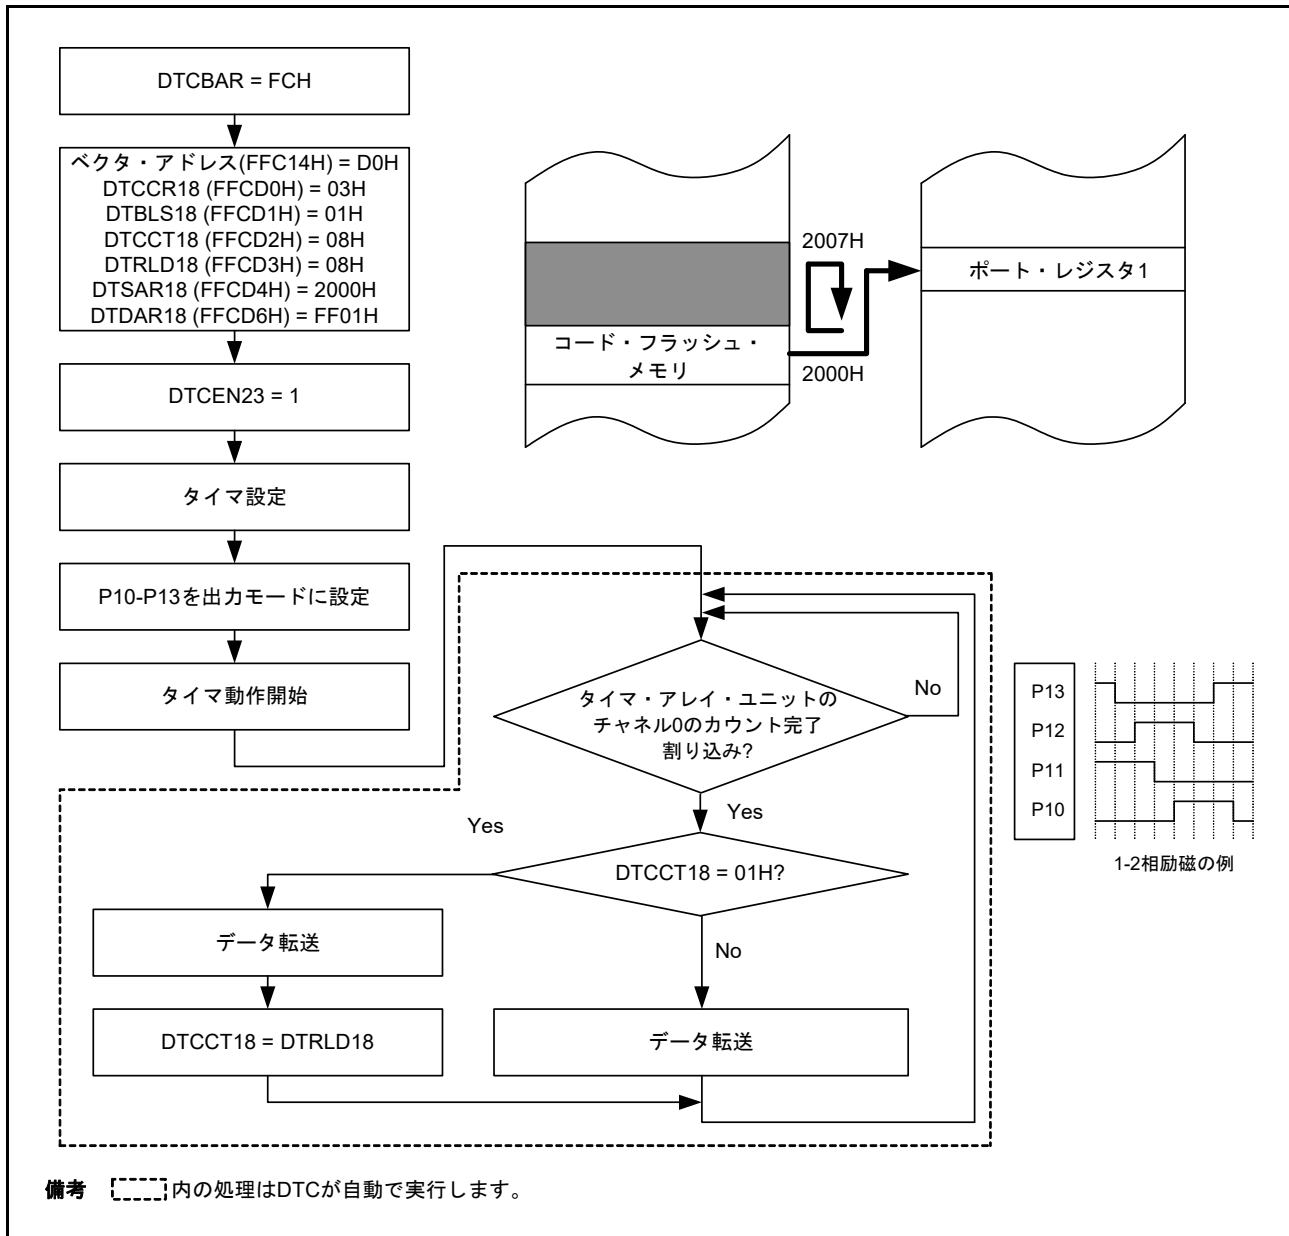 DTCBAR = FCH
ベクタ・アドレス(FFC14H) = D0H
DTCCR18 (FFCD0H) = 03H
DTBLS18 (FFCD1H) = 01H
DTCCT18 (FFCD2H) = 08H
DTRLD18 (FFCD3H) = 08H
DTSAR18 (FFCD4H) = 2000H
DTDAR18 (FFCD6H) = FF01H
DTCEN23 = 1
タイマ設定
P10-P13を出力モードに設定
タイマ動作開始
コード・フラッシュ・
メモリ
2007H
2000H
ポート・レジスタ1
タイマ・アレイ・ユニットの
チャネル0のカウント完了
割り込み?
No
Yes
Yes
DTCCT18 = 01H?
No
データ転送
DTCCT18 = DTRLD18
データ転送
P13
P12
P11
P10
1-2相励磁の例
備考 内の処理はDTCが自動で実行します。